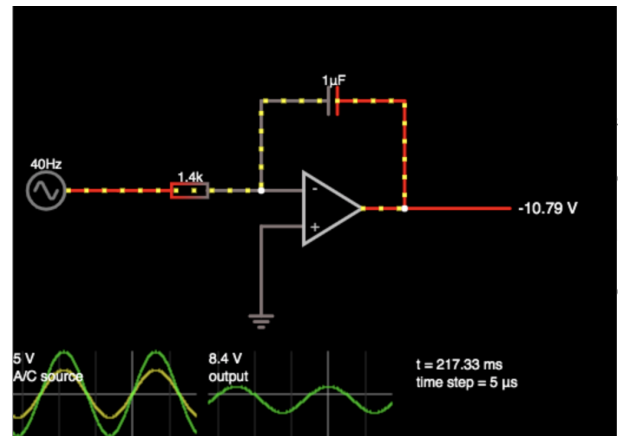 1μF
40Hz
1.4k
-
+
-10.79 V
5 V
A/C source
8.4 V
output
t = 217.33 ms
time step = 5 μs